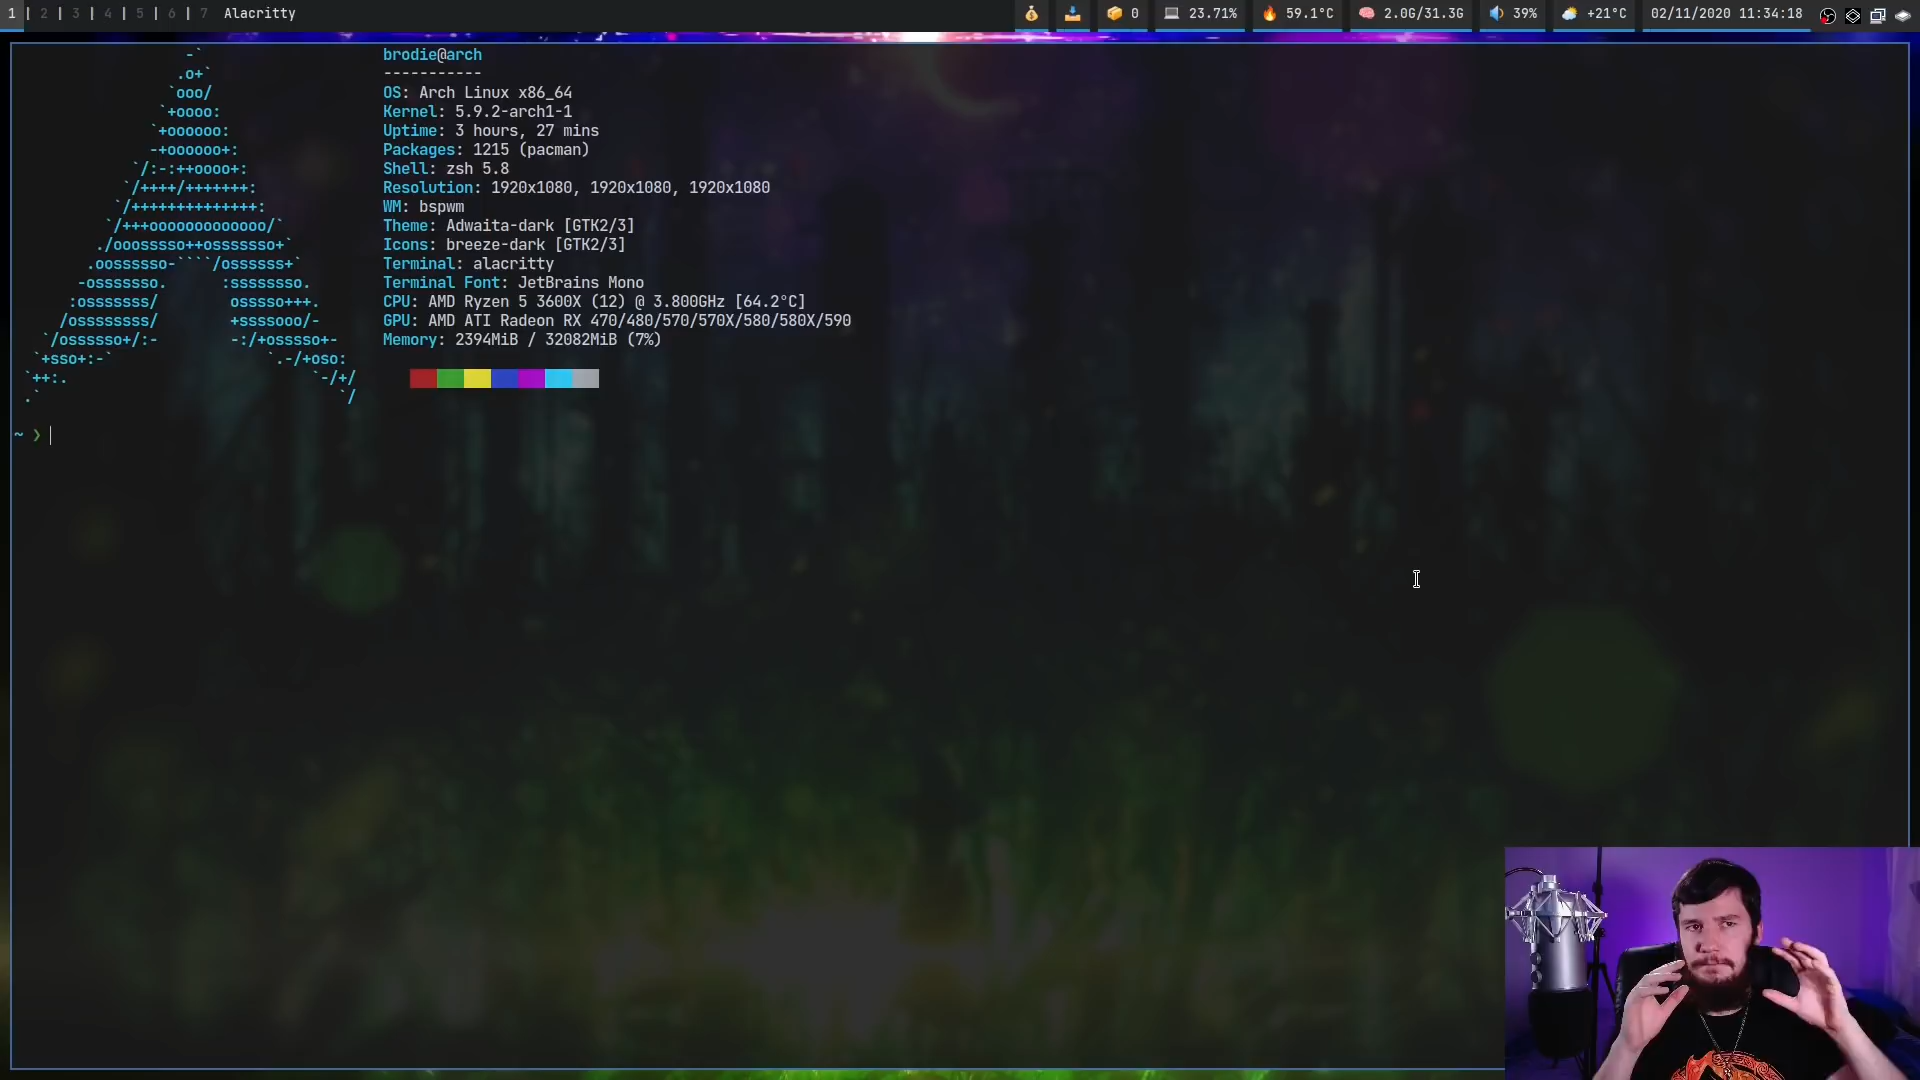 1 | 2 | 3 | 4 | 5 | 6 | 7 Alacritty 0 23.71% 59.1°C 2.0G/31.3G 39% +21°C 02/11/2020 11:34:18
brodie@arch
-----------
OS: Arch Linux x86_64
Kernel: 5.9.2-arch1-1
Uptime: 3 hours, 27 mins
Packages: 1215 (pacman)
Shell: zsh 5.8
Resolution: 1920x1080, 1920x1080, 1920x1080
WM: bspwm
Theme: Adwaita-dark [GTK2/3]
Icons: breeze-dark [GTK2/3]
Terminal: alacritty
Terminal Font: JetBrains Mono
CPU: AMD Ryzen 5 3600X (12) @ 3.800GHz [64.2°C]
GPU: AMD ATI Radeon RX 470/480/570/570X/580/580X/590
Memory: 2394MiB / 32082MiB (7%)
~ ❯